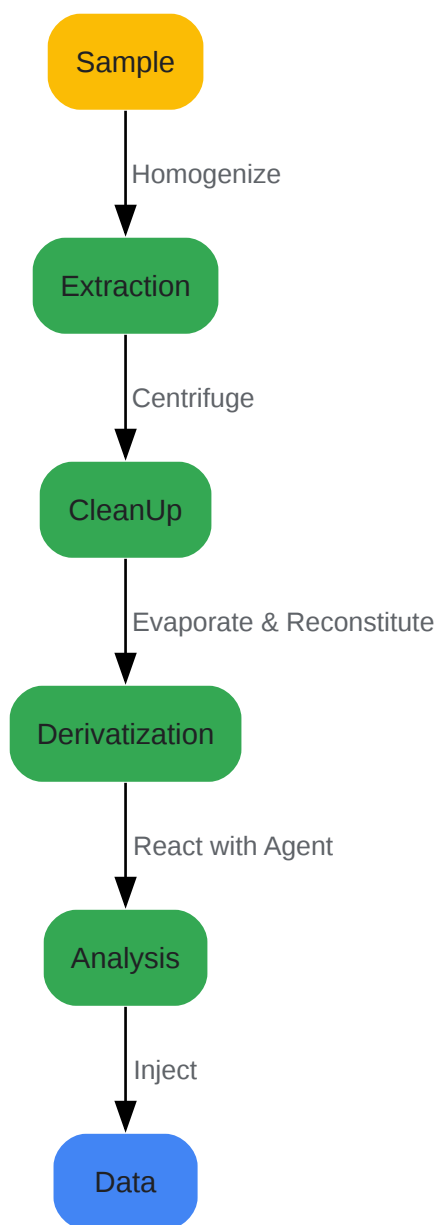 Sample
Homogenize
Extraction
Centrifuge
CleanUp
Evaporate & Reconstitute
Derivatization
React with Agent
Analysis
Inject
Data